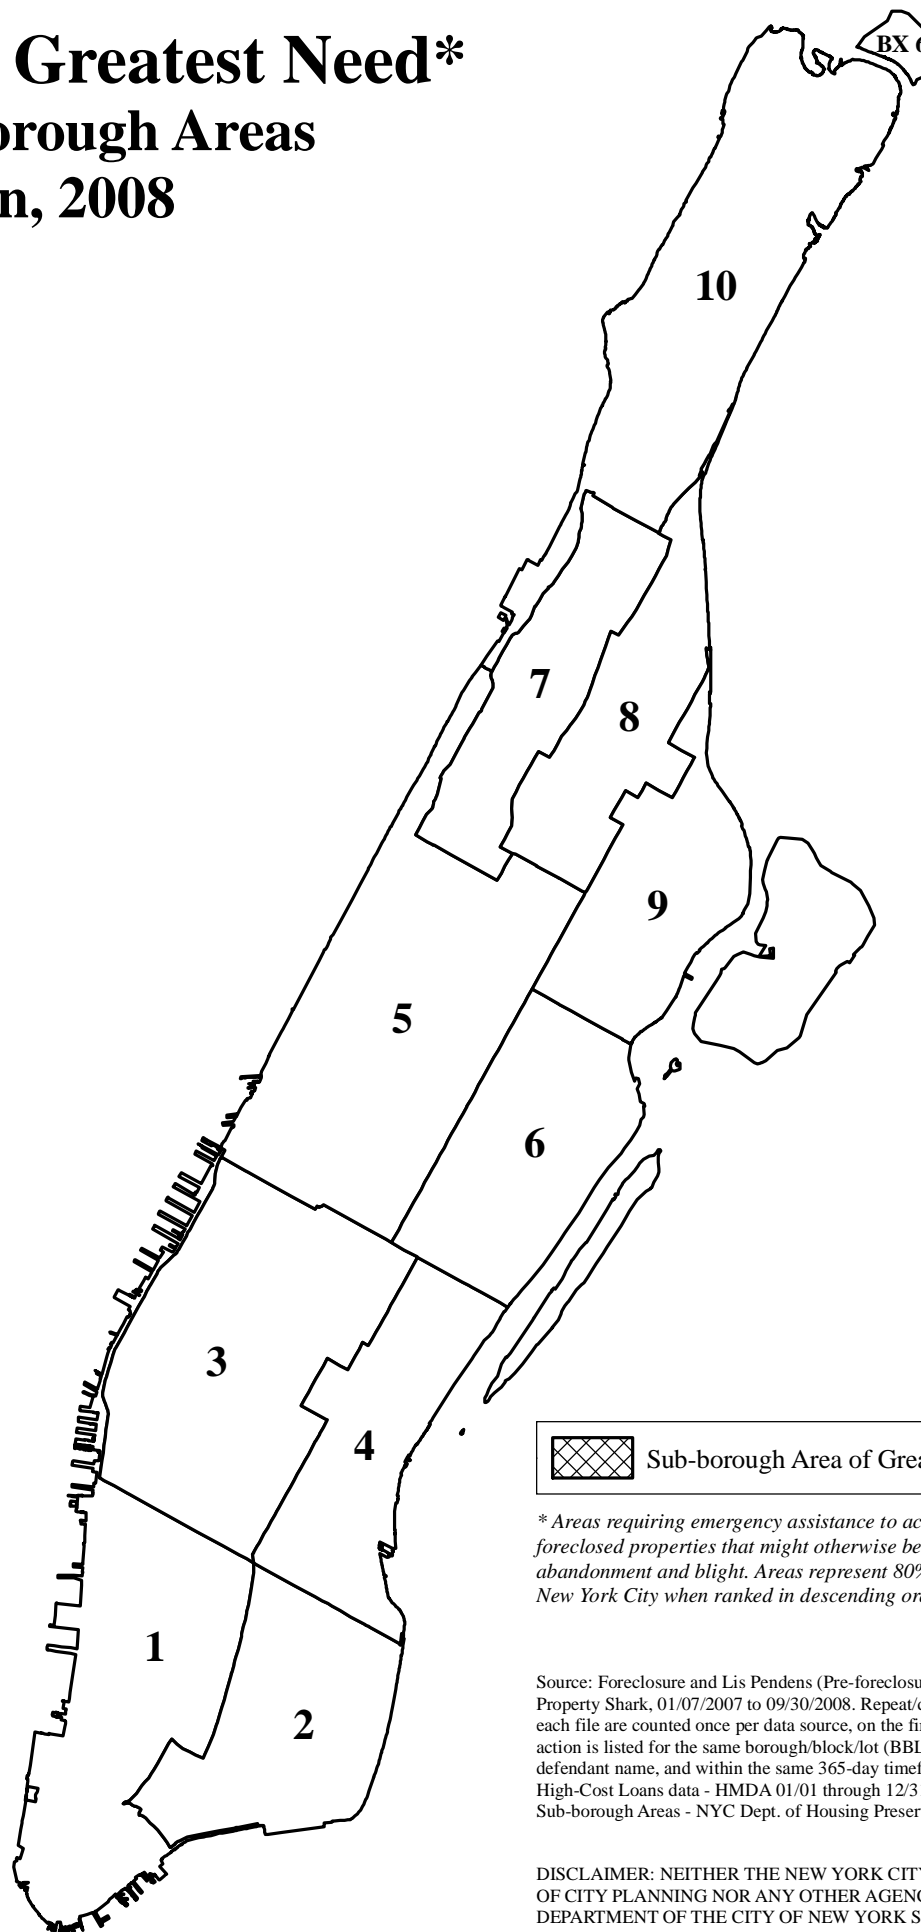 Greatest Need*
orough Areas
n, 2008
BX 6
10
7
8
9
5
6
3
4
1
2
Sub-borough Area of Grea
* Areas requiring emergency assistance to ac
foreclosed properties that might otherwise be
abandonment and blight. Areas represent 80%
New York City when ranked in descending or
Source: Foreclosure and Lis Pendens (Pre-foreclosu
Property Shark, 01/07/2007 to 09/30/2008. Repeat/
each file are counted once per data source, on the fi
action is listed for the same borough/block/lot (BBL
defendant name, and within the same 365-day timef
High-Cost Loans data - HMDA 01/01 through 12/3
Sub-borough Areas - NYC Dept. of Housing Preser
DISCLAIMER: NEITHER THE NEW YORK CITY
OF CITY PLANNING NOR ANY OTHER AGENC
DEPARTMENT OF THE CITY OF NEW YORK S